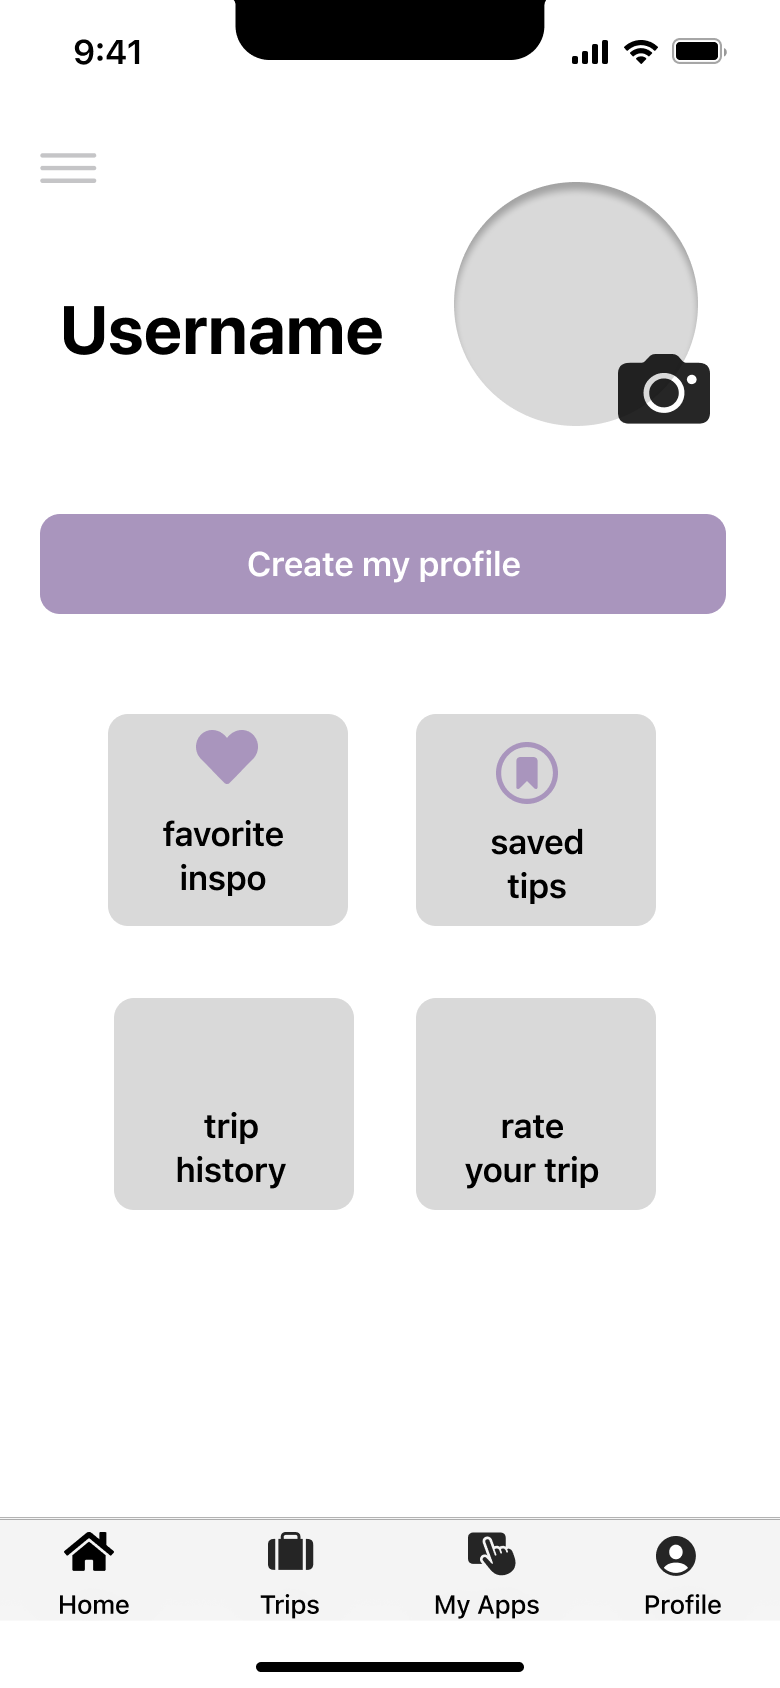 9:41
Username
Create my profile
favorite
inspo
saved
tips
trip
history
rate
your trip
Home
Trips
My Apps
Profile